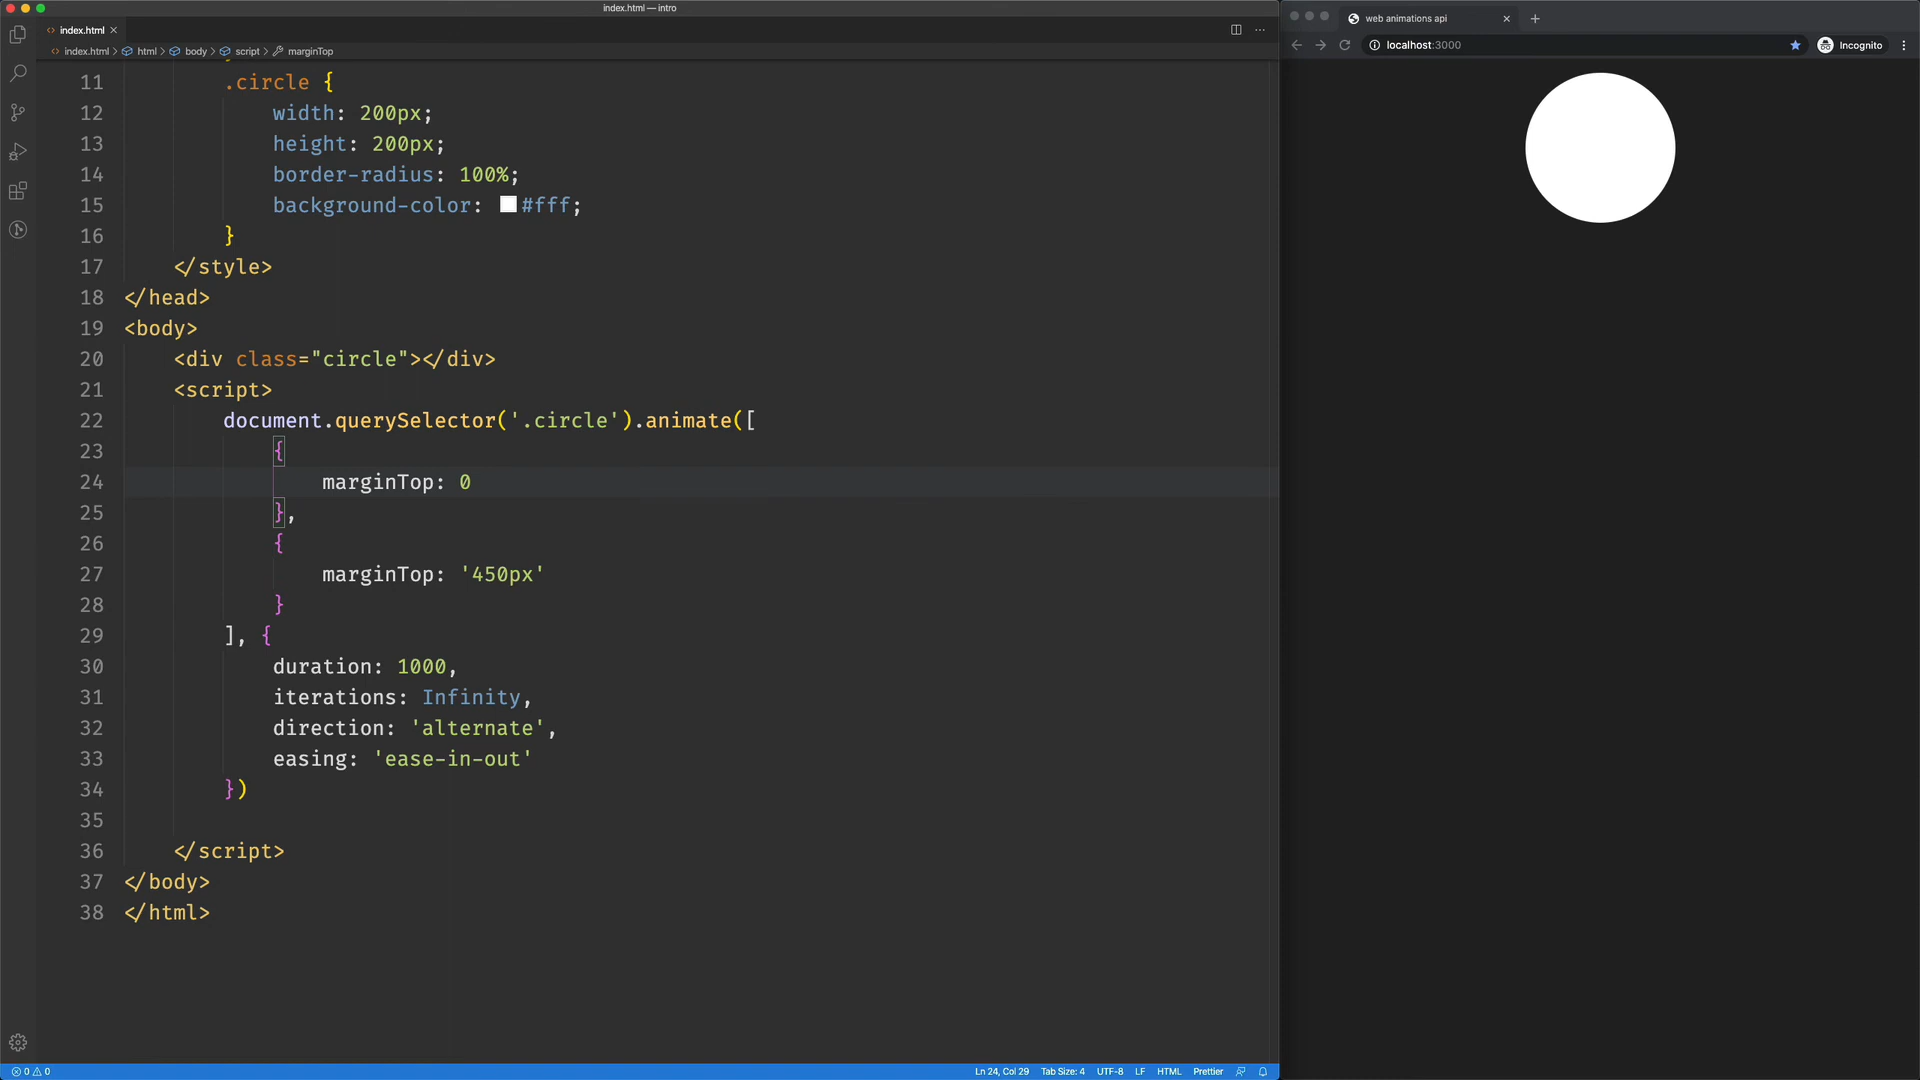 index.html — intro
index.html
index.html > html > body > script > marginTop
11 .circle {
12 width: 200px;
13 height: 200px;
14 border-radius: 100%;
15 background-color: #fff;
16 }
17 </style>
18 </head>
19 <body>
20 <div class="circle"></div>
21 <script>
22 document.querySelector('.circle').animate([
23 {
24 marginTop: 0
25 },
26 {
27 marginTop: '450px'
28 }
29 ], {
30 duration: 1000,
31 iterations: Infinity,
32 direction: 'alternate',
33 easing: 'ease-in-out'
34 })
35
36 </script>
37 </body>
38 </html>
0 0
Ln 24, Col 29 Tab Size: 4 UTF-8 LF HTML Prettier
web animations api
localhost:3000
Incognito